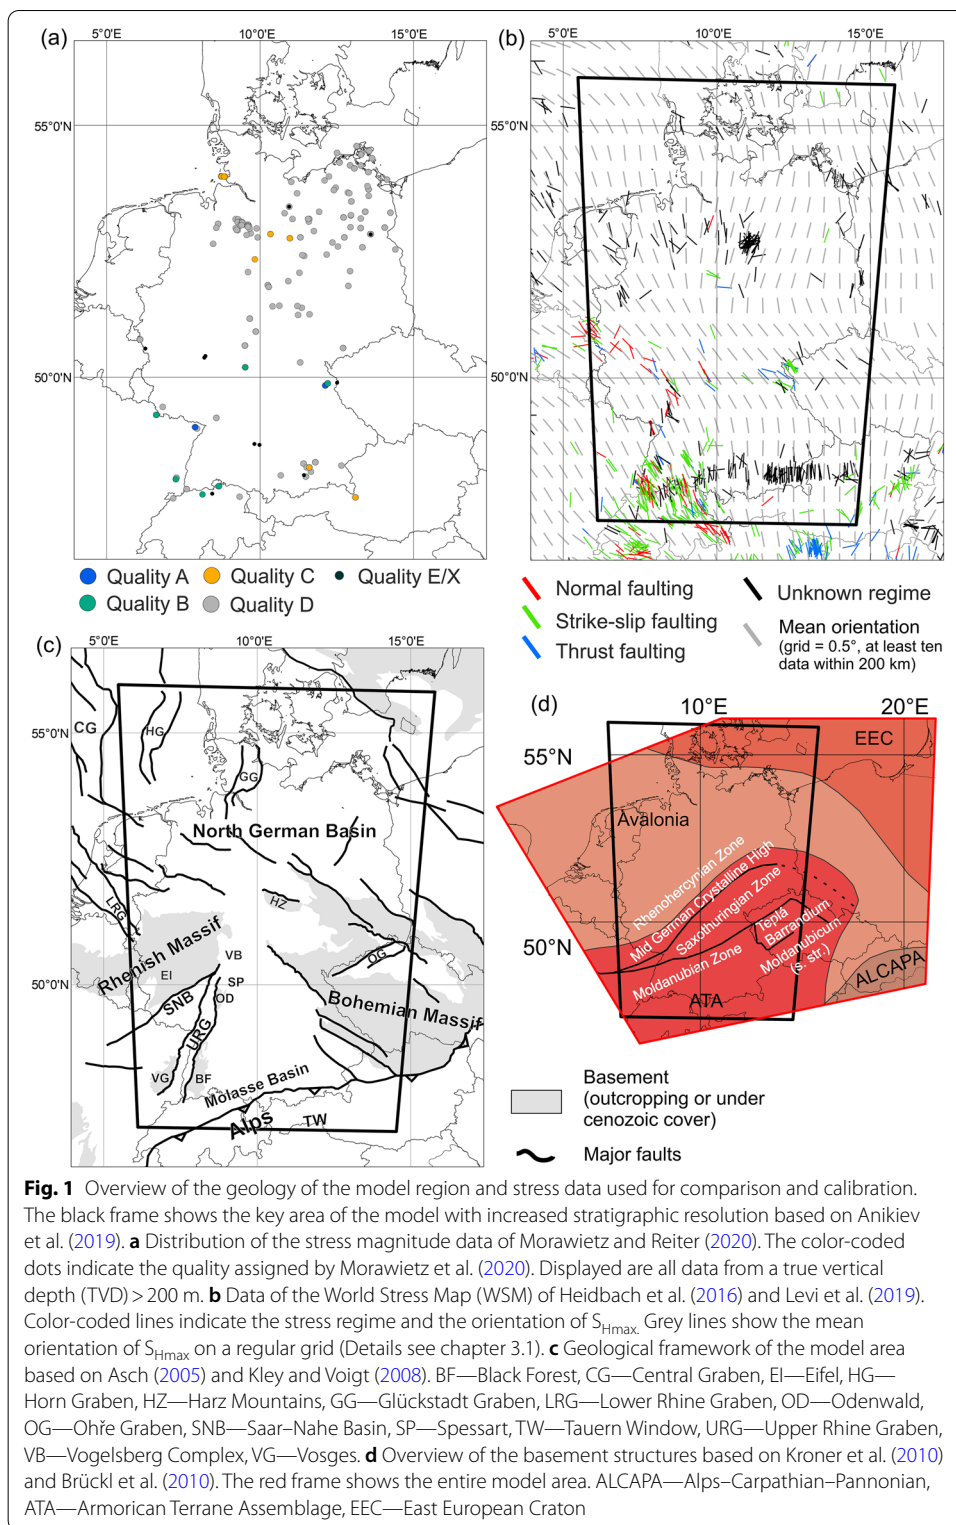 (a)
5°0'E
10°0'E
15°0'E
55°0'N
50°0'N
Quality A
Quality C
Quality E/X
Quality B
Quality D
(b)
5°0'E
10°0'E
15°0'E
55°0'N
50°0'N
Normal faulting
Strike-slip faulting
Thrust faulting
Unknown regime
Mean orientation
(grid = 0.5°, at least ten
data within 200 km)
(c)
5°0'E
10°0'E
15°0'E
55°0'N
50°0'N
CG
HG
GG
North German Basin
HZ
LRG
Rhenish Massif
VB
EI
SP
OD
SNB
URG
OG
Bohemian Massif
VG
BF
Molasse Basin
Alps
TW
(d)
10°E
20°E
55°N
50°N
EEC
Avalonia
Rhenohercynian Zone
Mid German Crystalline High
Saxothuringian Zone
Teplá
Barrandium
Moldanubian Zone
Moldanubicum
(s. str.)
ATA
ALCAPA
Basement
(outcropping or under
cenozoic cover)
Major faults
Fig. 1 Overview of the geology of the model region and stress data used for comparison and calibration.
The black frame shows the key area of the model with increased stratigraphic resolution based on Anikiev
et al. (2019). a Distribution of the stress magnitude data of Morawietz and Reiter (2020). The color-coded
dots indicate the quality assigned by Morawietz et al. (2020). Displayed are all data from a true vertical
depth (TVD) > 200 m. b Data of the World Stress Map (WSM) of Heidbach et al. (2016) and Levi et al. (2019).
Color-coded lines indicate the stress regime and the orientation of SHmax. Grey lines show the mean
orientation of SHmax on a regular grid (Details see chapter 3.1). c Geological framework of the model area
based on Asch (2005) and Kley and Voigt (2008). BF—Black Forest, CG—Central Graben, EI—Eifel, HG—
Horn Graben, HZ—Harz Mountains, GG—Glückstadt Graben, LRG—Lower Rhine Graben, OD—Odenwald,
OG—Ohře Graben, SNB—Saar–Nahe Basin, SP—Spessart, TW—Tauern Window, URG—Upper Rhine Graben,
VB—Vogelsberg Complex, VG—Vosges. d Overview of the basement structures based on Kroner et al. (2010)
and Brückl et al. (2010). The red frame shows the entire model area. ALCAPA—Alps–Carpathian–Pannonian,
ATA—Armorican Terrane Assemblage, EEC—East European Craton